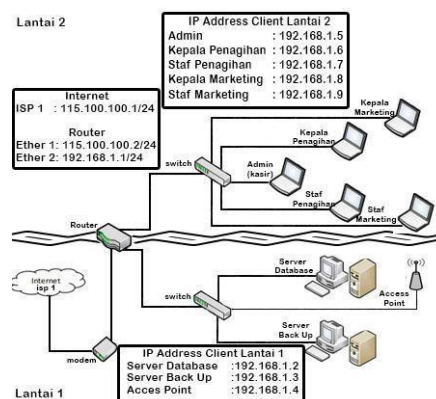 Lantai 2
IP Address Client Lantai 2
Admin : 192.168.1.5
Kepala Penagihan : 192.168.1.6
Staf Penagihan : 192.168.1.7
Kepala Marketing : 192.168.1.8
Staf Marketing : 192.168.1.9
Internet
ISP 1 : 115.100.100.1/24
Router
Ether 1: 115.100.100.2/24
Ether 2: 192.168.1.1/24
Kepala
Marketing
Kepala
Penagihan
switch
Admin
(kasir)
Staf
Penagihan
Staf
Marketing
Router
Server
Database
Internet
isp 1
switch
Access
Point
Server
Back Up
modem
IP Address Client Lantai 1
Server Database :192.168.1.2
Server Back Up :192.168.1.3
Acces Point :192.168.1.4
Lantai 1